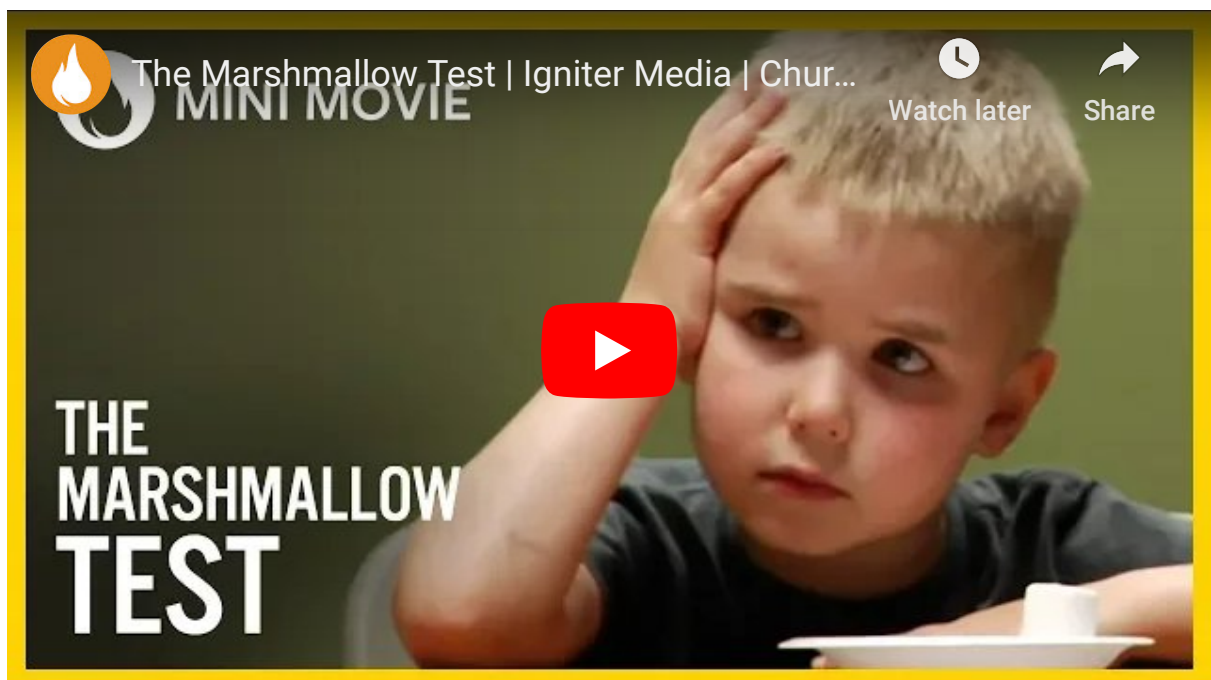 The Marshmallow Test | Igniter Media | Chur...
Watch later
Share
MINI MOVIE
THE
MARSHMALLOW
TEST